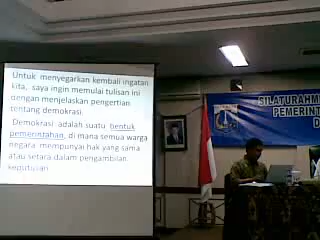 Untuk menyegarkan kembali ingatan
kita, saya ingin memulai tulisan ini
dengan menjelaskan pengertian
tentang demokrasi.
Demokrasi adalah suatu bentuk
pemerintahan, di mana semua warga
negara mempunyai hak yang sama
atau setara dalam pengambilan
keputusan
SILATURAHM
PEMERINT
D